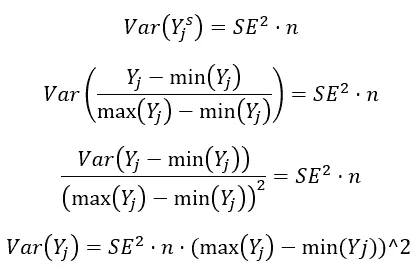 Var(Y_j^s) = SE^2 · n
Var((Y_j − min(Y_j)) / (max(Y_j) − min(Y_j))) = SE^2 · n
Var(Y_j − min(Y_j)) / (max(Y_j) − min(Y_j))^2 = SE^2 · n
Var(Y_j) = SE^2 · n · (max(Y_j) − min(Yj))^2